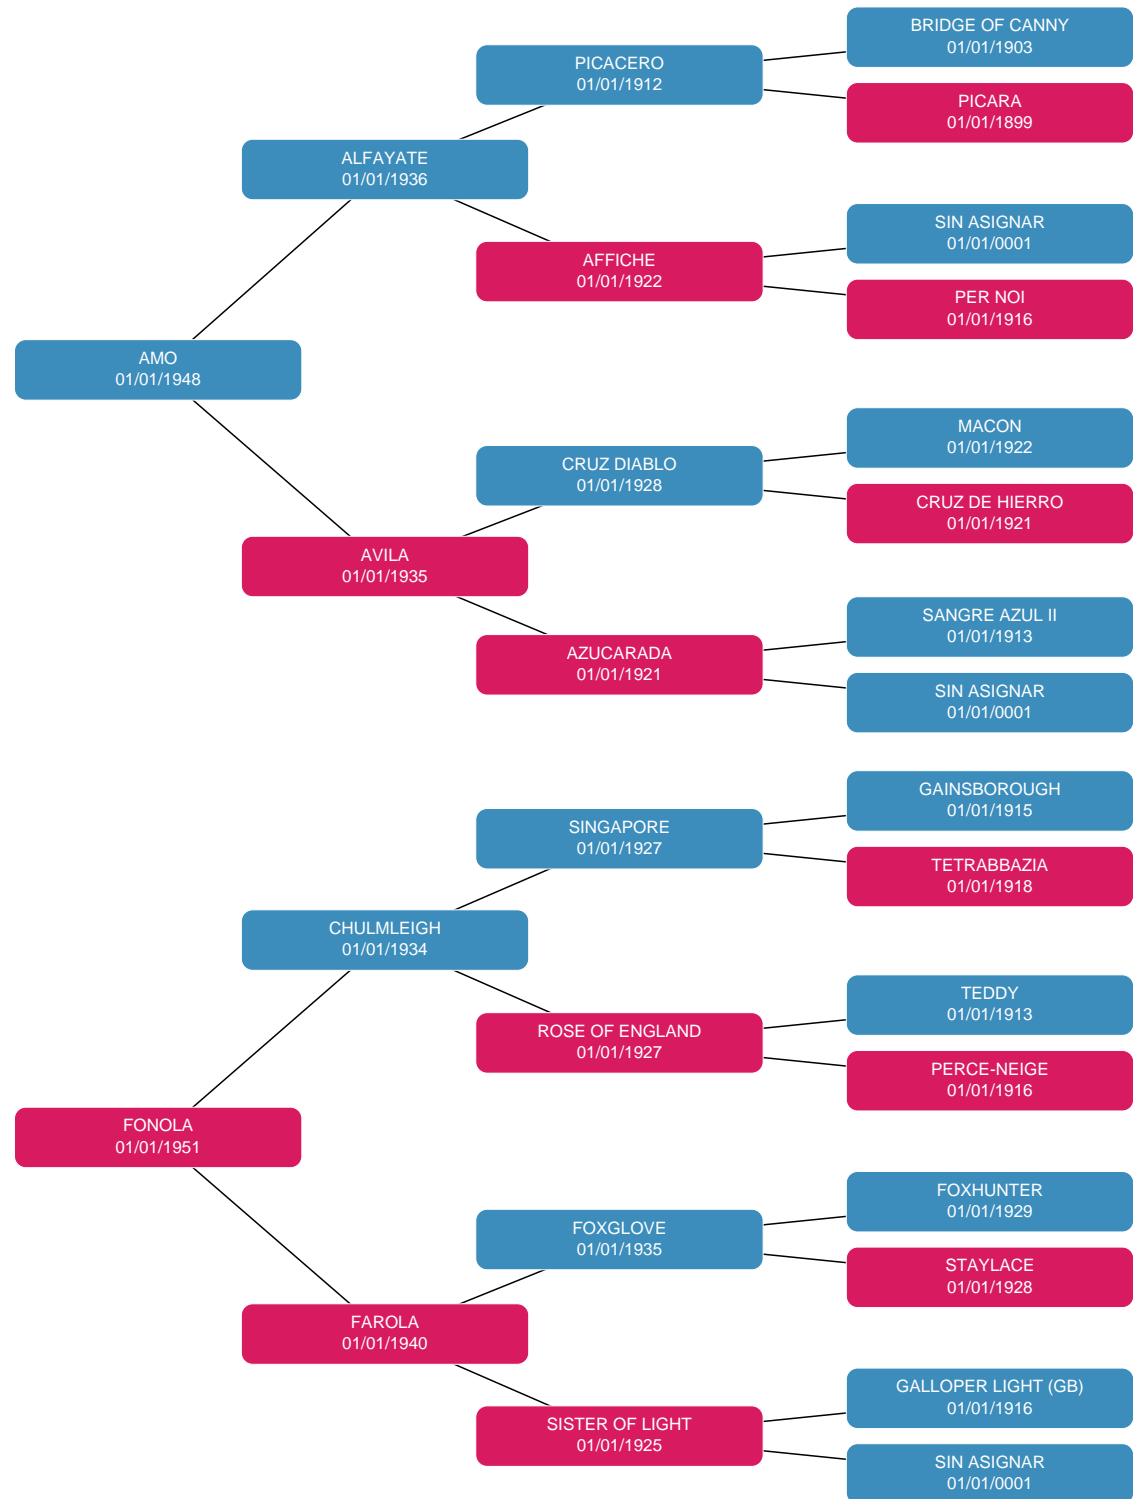 BRIDGE OF CANNY
01/01/1903
PICACERO
01/01/1912
PICARA
01/01/1899
ALFAYATE
01/01/1936
SIN ASIGNAR
01/01/0001
AFFICHE
01/01/1922
PER NOI
01/01/1916
AMO
01/01/1948
MACON
01/01/1922
CRUZ DIABLO
01/01/1928
CRUZ DE HIERRO
01/01/1921
AVILA
01/01/1935
SANGRE AZUL II
01/01/1913
AZUCARADA
01/01/1921
SIN ASIGNAR
01/01/0001
GAINSBOROUGH
01/01/1915
SINGAPORE
01/01/1927
TETRABBAZIA
01/01/1918
CHULMLEIGH
01/01/1934
TEDDY
01/01/1913
ROSE OF ENGLAND
01/01/1927
PERCE-NEIGE
01/01/1916
FONOLA
01/01/1951
FOXHUNTER
01/01/1929
FOXGLOVE
01/01/1935
STAYLACE
01/01/1928
FAROLA
01/01/1940
GALLOPER LIGHT (GB)
01/01/1916
SISTER OF LIGHT
01/01/1925
SIN ASIGNAR
01/01/0001